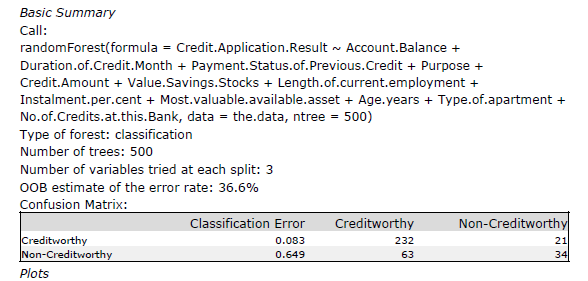 Basic Summary
Call:
randomForest(formula = Credit.Application.Result ~ Account.Balance +
Duration.of.Credit.Month + Payment.Status.of.Previous.Credit + Purpose +
Credit.Amount + Value.Savings.Stocks + Length.of.current.employment +
Instalment.per.cent + Most.valuable.available.asset + Age.years + Type.of.apartment +
No.of.Credits.at.this.Bank, data = the.data, ntree = 500)
Type of forest: classification
Number of trees: 500
Number of variables tried at each split: 3
OOB estimate of the error rate: 36.6%
Confusion Matrix:
Classification Error Creditworthy Non-Creditworthy
Creditworthy 0.083 232 21
Non-Creditworthy 0.649 63 34
Plots